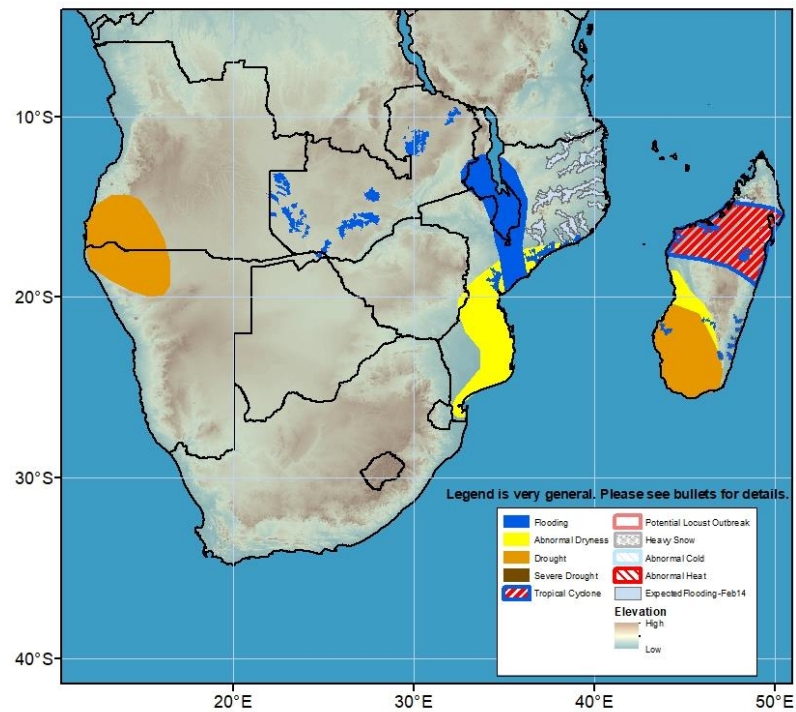 10°S
20°S
30°S
40°S
20°E
30°E
40°E
50°E
Legend is very general. Please see bullets for details.
Flooding
Abnormal Dryness
Drought
Severe Drought
Tropical Cyclone
Potential Locust Outbreak
Heavy Snow
Abnormal Cold
Abnormal Heat
ExpectedFlooding-Feb14
Elevation
High
Low